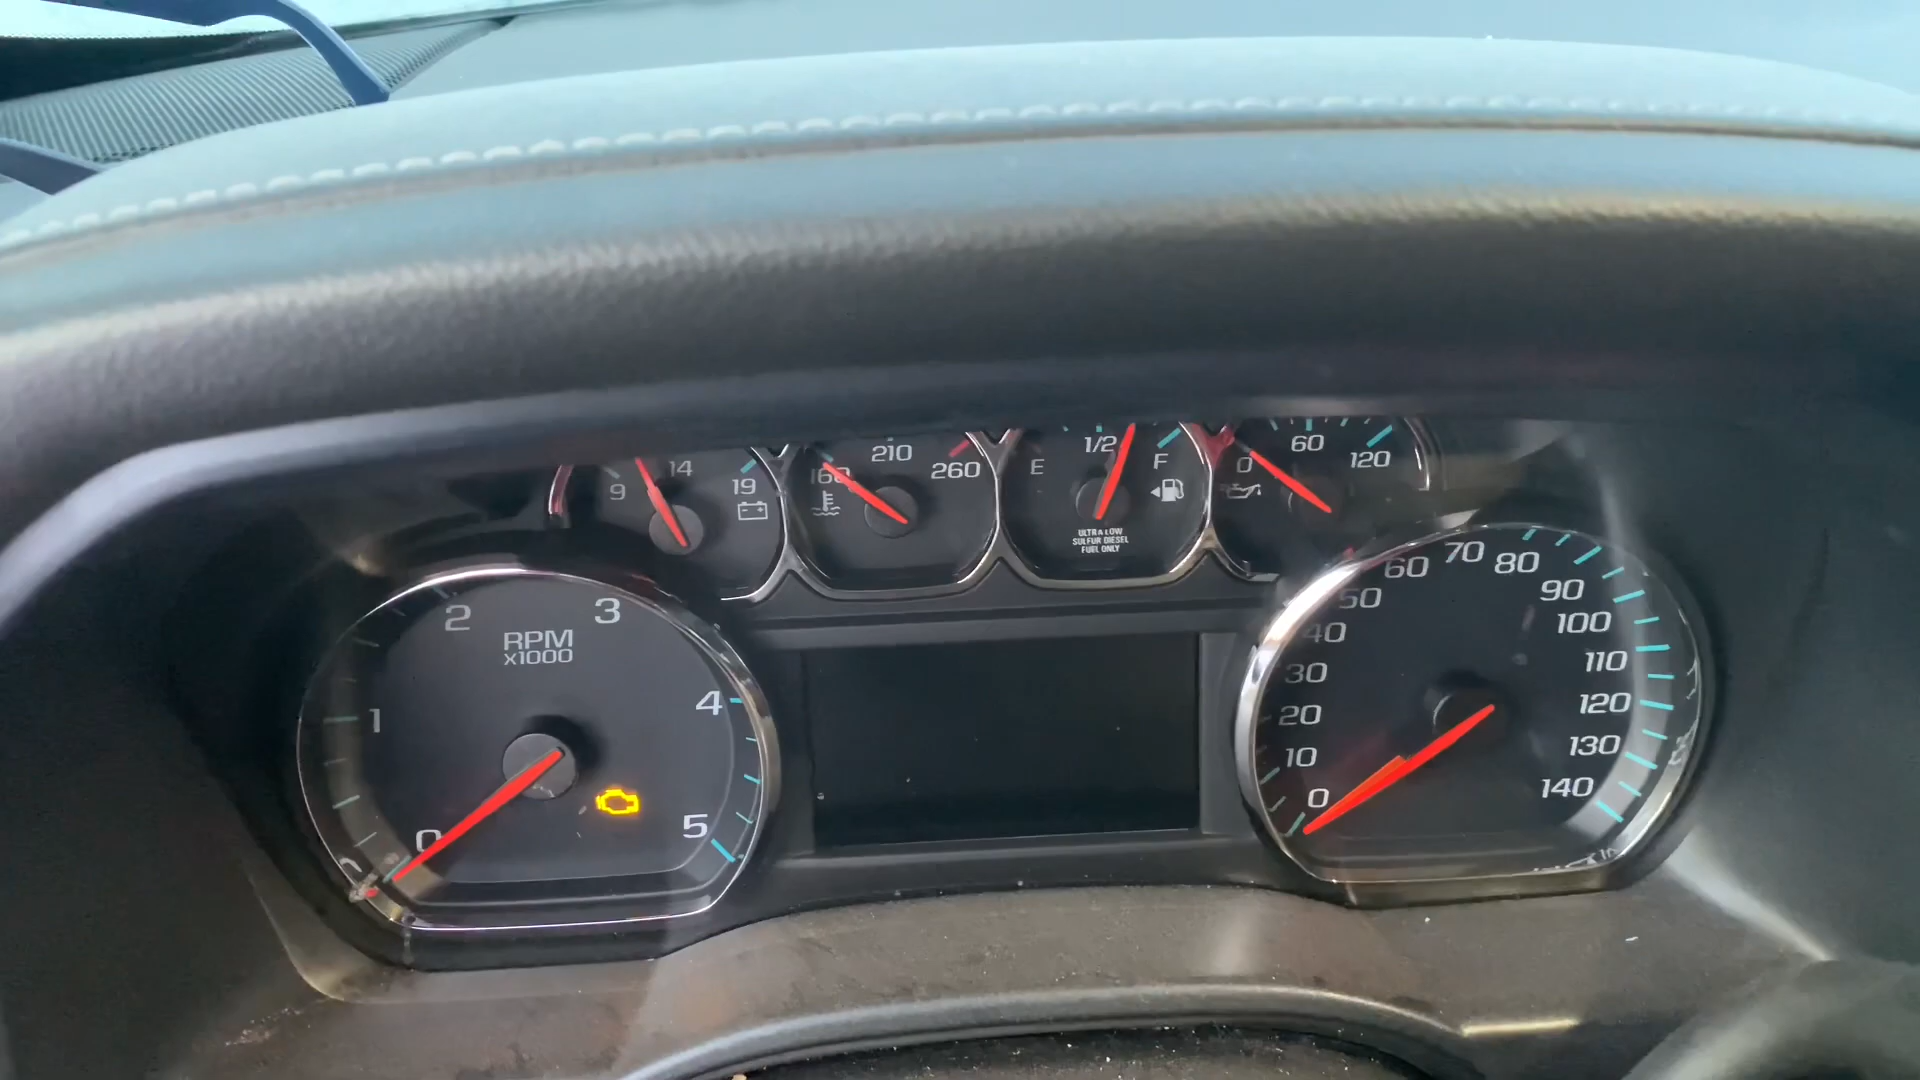 9 14 19
160 210 260
E 1/2 F
ULTRA LOW
SULFUR DIESEL
FUEL ONLY
0 60 120
0 1 2 3 4 5
RPM
x1000
0 10 20 30 40 50 60 70 80 90 100 110 120 130 140